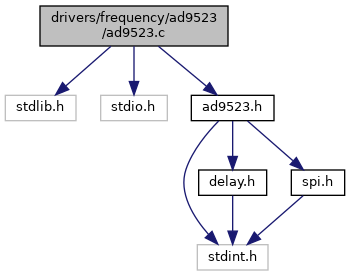 drivers/frequency/ad9523
/ad9523.c
stdlib.h
stdio.h
ad9523.h
delay.h
spi.h
stdint.h